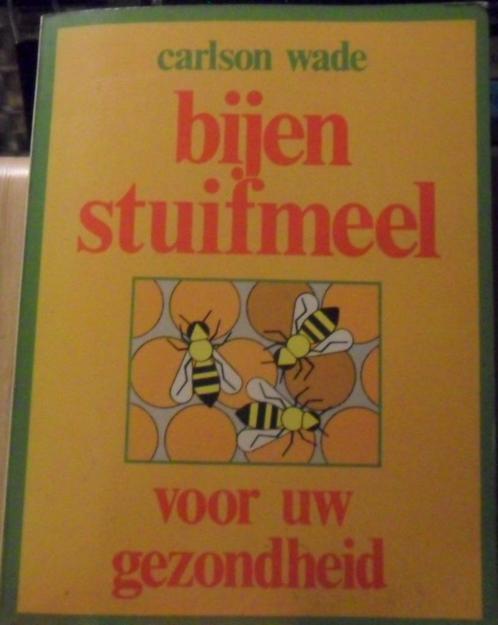 carlson wade
bijen
stuifmeel
voor uw
gezondheid